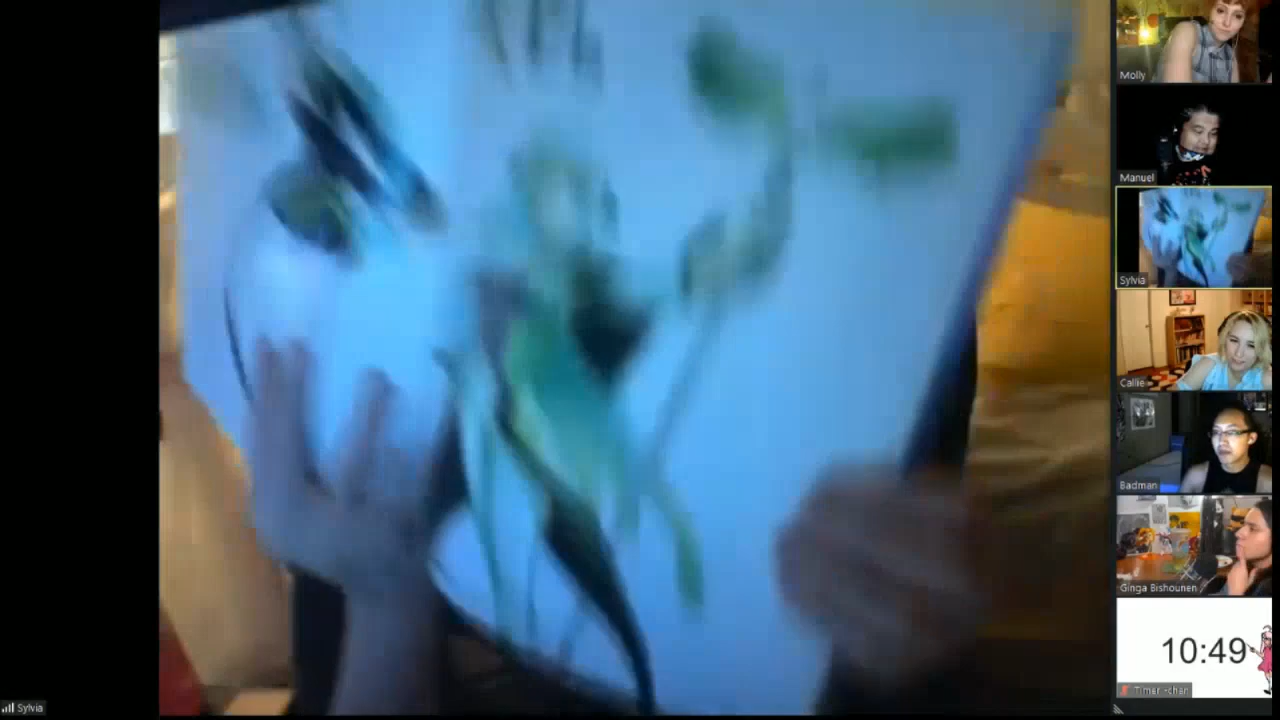 Molly
Manuel
Sylvia
Callie
Badman
Ginga Bishounen
10:49
Timer -chan
Sylvia